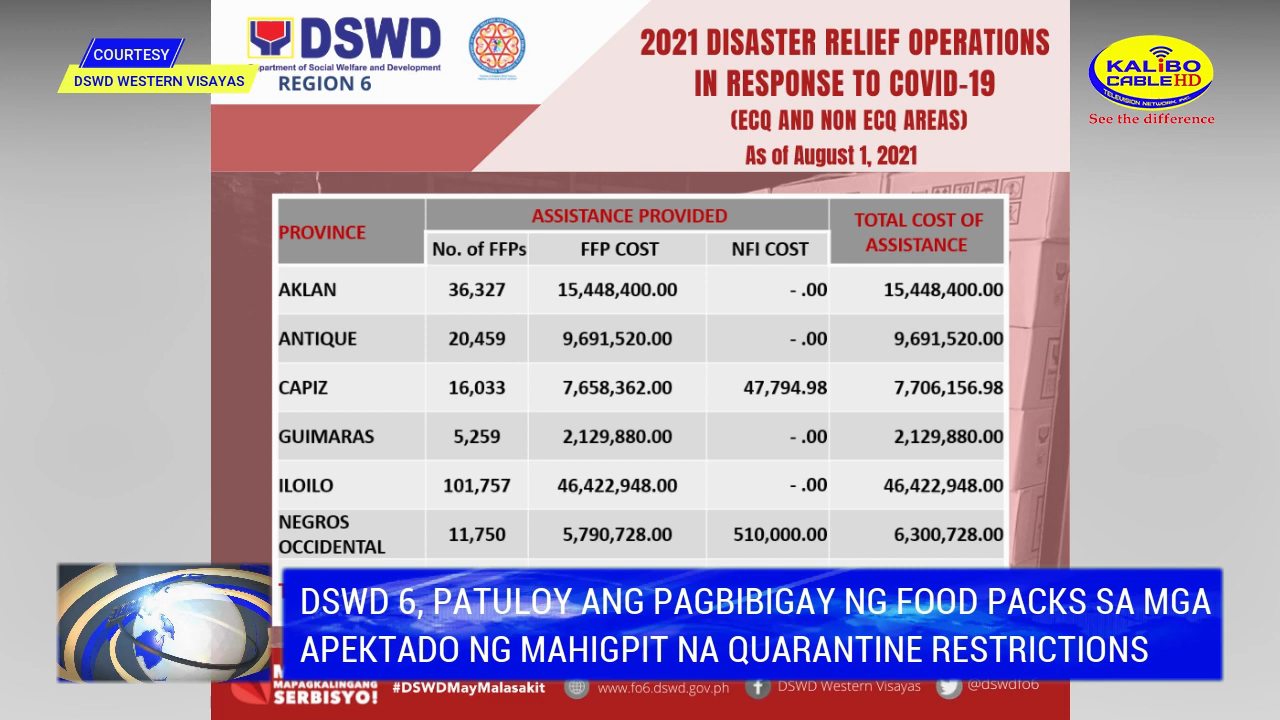 COURTESY
DSWD WESTERN VISAYAS
DSWD
Department of Social Welfare and Development
REGION 6
2021 DISASTER RELIEF OPERATIONS
IN RESPONSE TO COVID-19
(ECQ AND NON ECQ AREAS)
As of August 1, 2021
KALiBO
CABLE HD
TELEVISION NETWORK, INC.
See the difference
PROVINCE ASSISTANCE PROVIDED TOTAL COST OF
ASSISTANCE
No. of FFPs FFP COST NFI COST
AKLAN 36,327 15,448,400.00 - .00 15,448,400.00
ANTIQUE 20,459 9,691,520.00 - .00 9,691,520.00
CAPIZ 16,033 7,658,362.00 47,794.98 7,706,156.98
GUIMARAS 5,259 2,129,880.00 - .00 2,129,880.00
ILOILO 101,757 46,422,948.00 - .00 46,422,948.00
NEGROS
OCCIDENTAL 11,750 5,790,728.00 510,000.00 6,300,728.00
DSWD 6, PATULOY ANG PAGBIBIGAY NG FOOD PACKS SA MGA
APEKTADO NG MAHIGPIT NA QUARANTINE RESTRICTIONS
MAPAGKALINGANG
SERBISYO!
#DSWDMayMalasakit www.fo6.dswd.gov.ph DSWD Western Visayas @dswdfo6